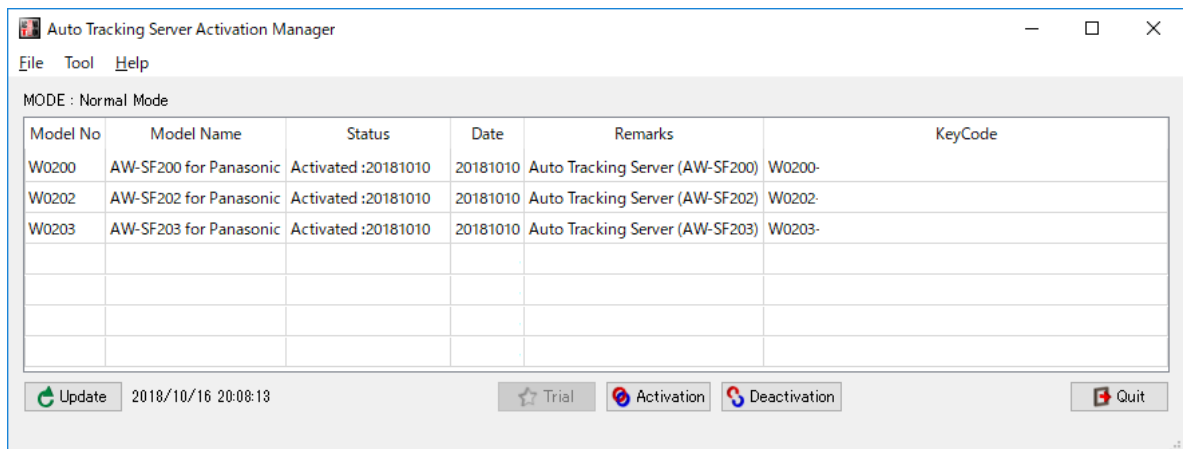 Auto Tracking Server Activation Manager
File Tool Help
MODE : Normal Mode
Model No Model Name Status Date Remarks KeyCode
W0200 AW-SF200 for Panasonic Activated :20181010 20181010 Auto Tracking Server (AW-SF200) W0200-
W0202 AW-SF202 for Panasonic Activated :20181010 20181010 Auto Tracking Server (AW-SF202) W0202-
W0203 AW-SF203 for Panasonic Activated :20181010 20181010 Auto Tracking Server (AW-SF203) W0203-
Update 2018/10/16 20:08:13 Trial Activation Deactivation Quit